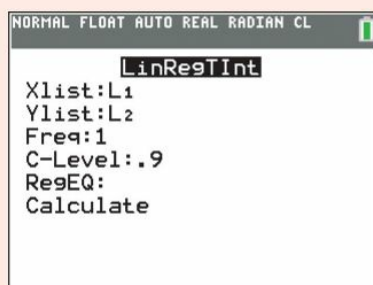 NORMAL FLOAT AUTO REAL RADIAN CL
LinRegTInt
Xlist:L₁
Ylist:L₂
Freq:1
C-Level:.9
RegEQ:
Calculate